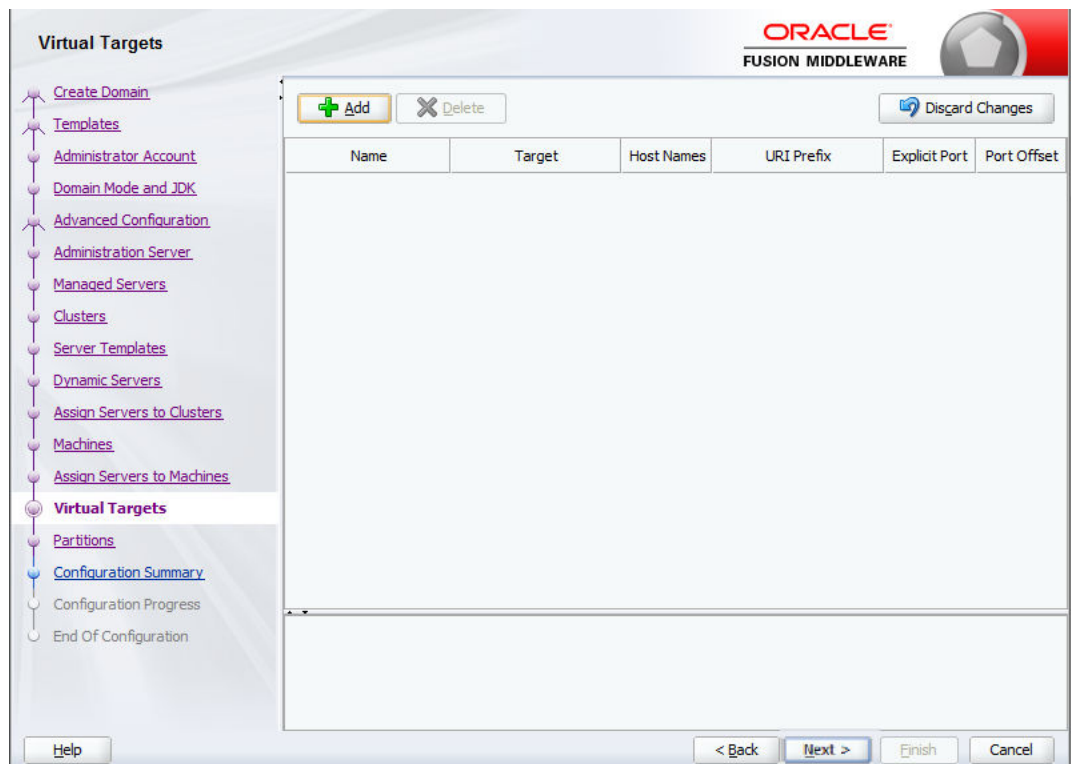 Virtual Targets
ORACLE
FUSION MIDDLEWARE
Create Domain
Templates
Administrator Account
Domain Mode and JDK
Advanced Configuration
Administration Server
Managed Servers
Clusters
Server Templates
Dynamic Servers
Assign Servers to Clusters
Machines
Assign Servers to Machines
Virtual Targets
Partitions
Configuration Summary
Configuration Progress
End Of Configuration
Add Delete Discard Changes
Name Target Host Names URI Prefix Explicit Port Port Offset
Help < Back Next > Finish Cancel